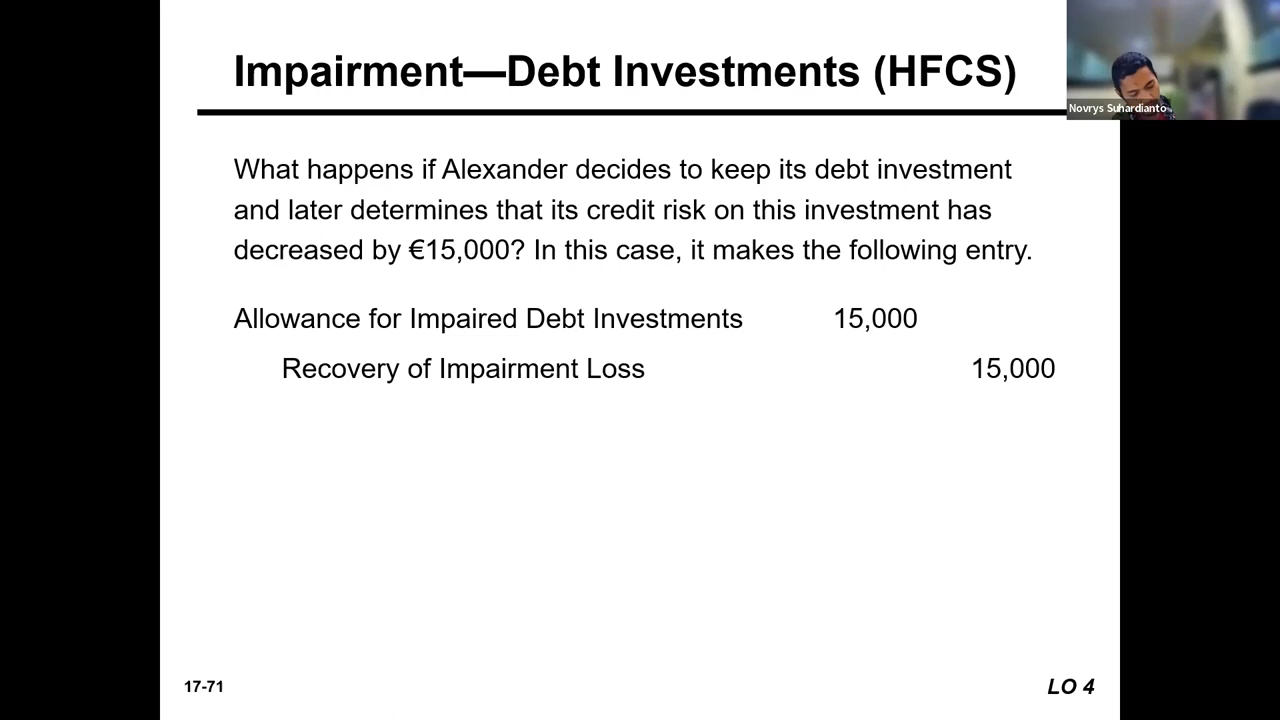 Impairment—Debt Investments (HFCS)
Novrys Suhardianto
What happens if Alexander decides to keep its debt investment
and later determines that its credit risk on this investment has
decreased by €15,000? In this case, it makes the following entry.
Allowance for Impaired Debt Investments 15,000
Recovery of Impairment Loss 15,000
17-71 LO 4